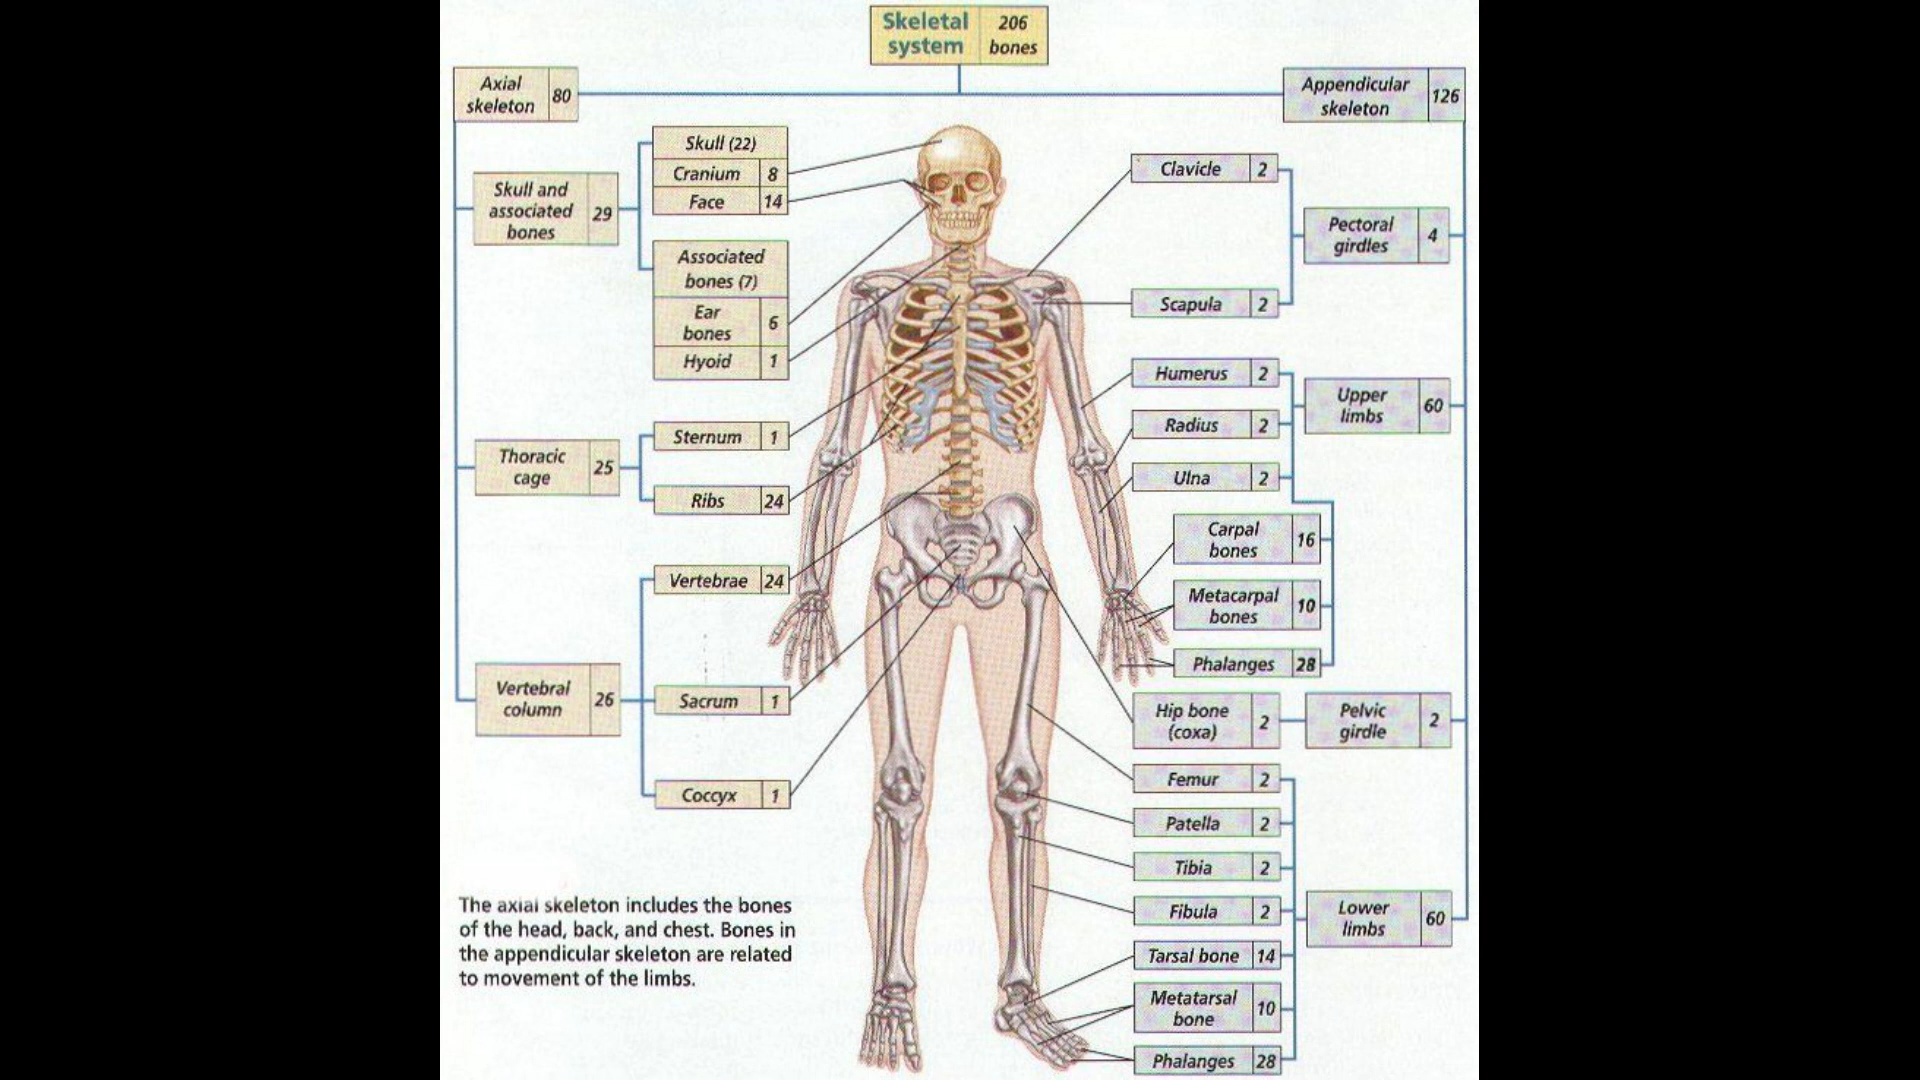 Skeletal
system
206
bones
Axial
skeleton
80
Appendicular
skeleton
126
Skull and
associated
bones
29
Skull (22)
Cranium 8
Face 14
Associated
bones (7)
Ear
bones
6
Hyoid 1
Thoracic
cage
25
Sternum 1
Ribs 24
Vertebral
column
26
Vertebrae 24
Sacrum 1
Coccyx 1
The axial skeleton includes the bones
of the head, back, and chest. Bones in
the appendicular skeleton are related
to movement of the limbs.
Clavicle 2
Scapula 2
Pectoral
girdles
4
Humerus 2
Radius 2
Ulna 2
Upper
limbs
60
Carpal
bones
16
Metacarpal
bones
10
Phalanges 28
Hip bone
(coxa)
2
Pelvic
girdle
2
Femur 2
Patella 2
Tibia 2
Fibula 2
Tarsal bone 14
Metatarsal
bone
10
Phalanges 28
Lower
limbs
60